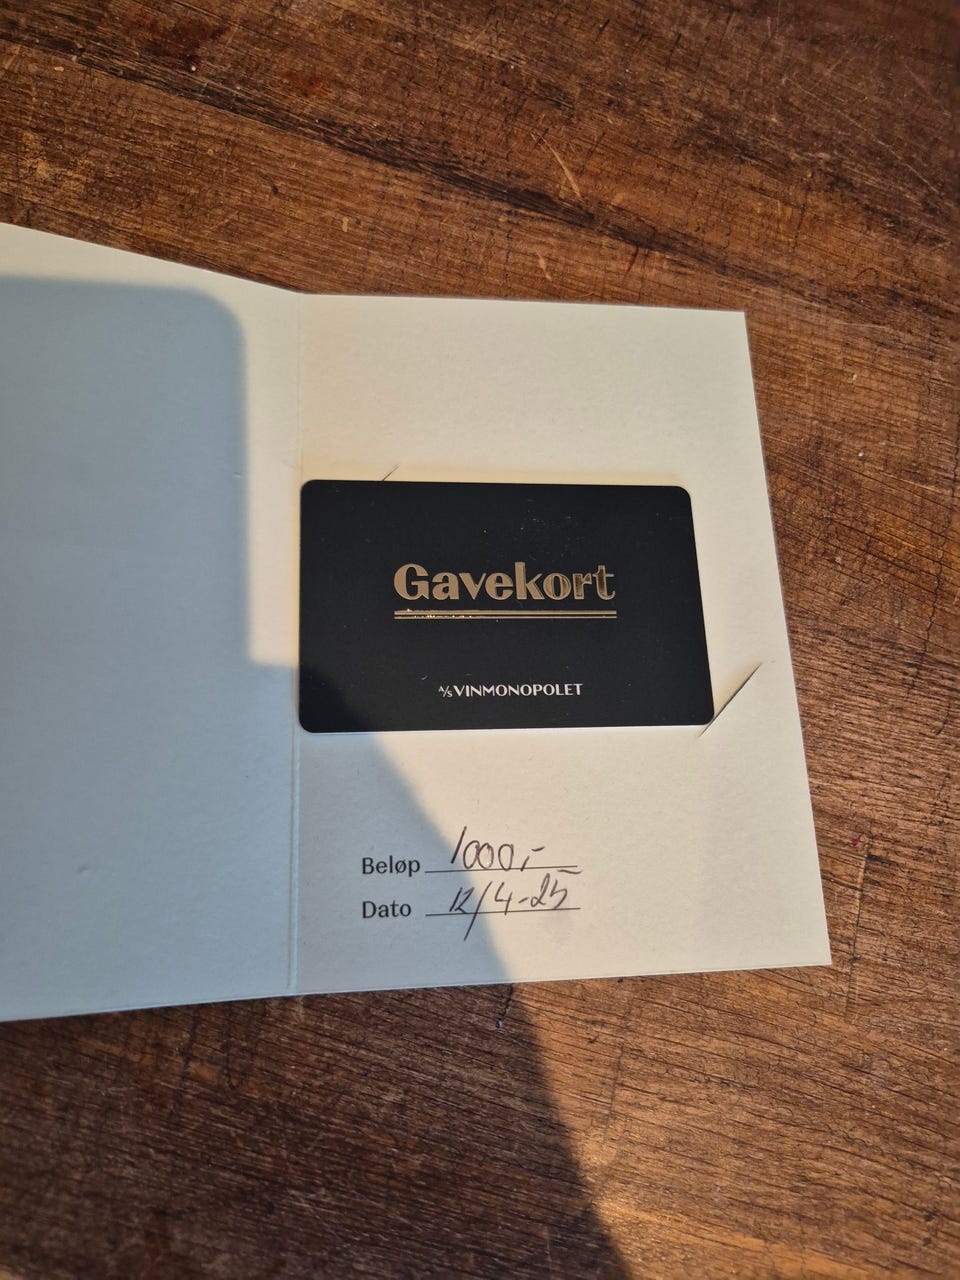 Gavekort
A/S VINMONOPOLET
Beløp 1000,-
Dato 12/4-25